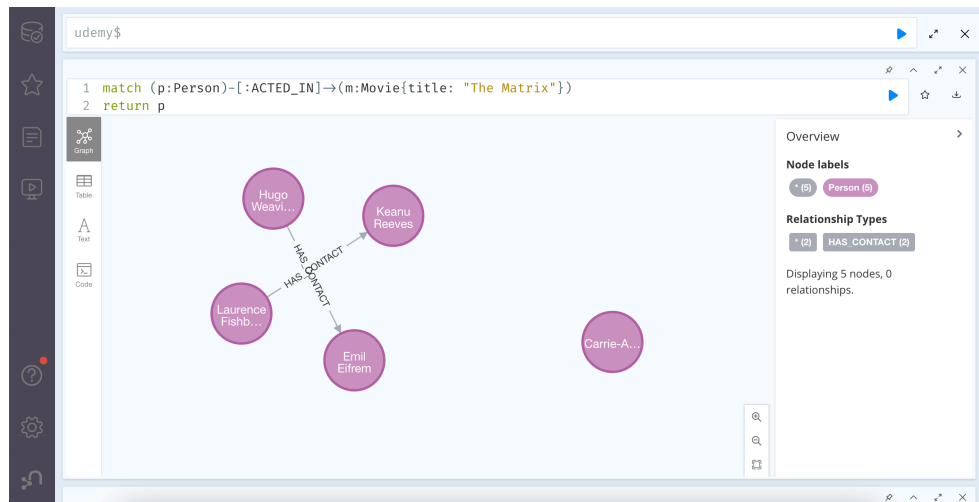 udemy$
1 match (p:Person)-[:ACTED_IN]→(m:Movie{title: "The Matrix"})
2 return p
Graph
Table
Text
Code
Hugo
Weavi...
Keanu
Reeves
HAS_CONTACT
HAS_CONTACT
Laurence
Fishb...
Emil
Eifrem
Carrie-A...
Overview
Node labels
* (5) Person (5)
Relationship Types
* (2) HAS_CONTACT (2)
Displaying 5 nodes, 0
relationships.